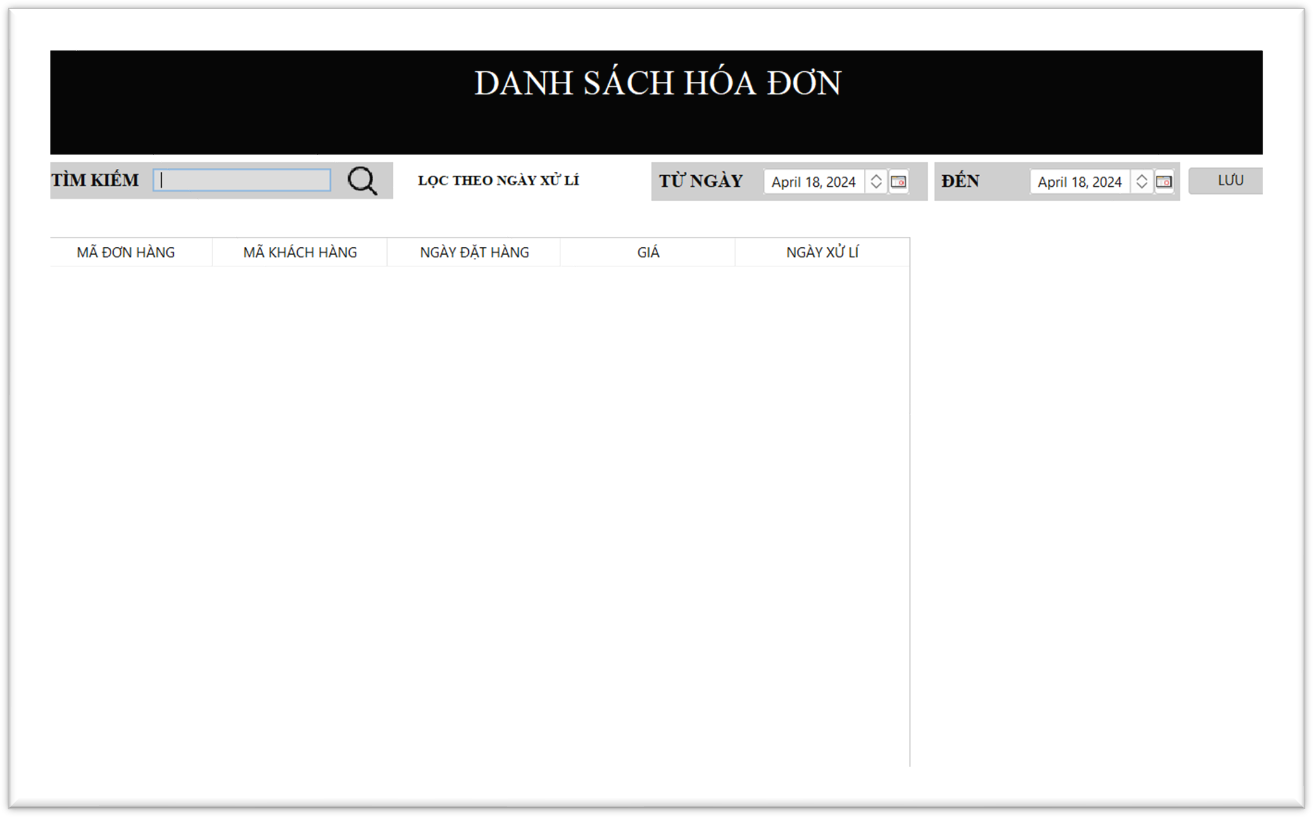 DANH SÁCH HÓA ĐƠN
TÌM KIẾM
LỌC THEO NGÀY XỬ LÍ
TỪ NGÀY
April 18, 2024
ĐẾN
April 18, 2024
LƯU
MÃ ĐƠN HÀNG
MÃ KHÁCH HÀNG
NGÀY ĐẶT HÀNG
GIÁ
NGÀY XỬ LÍ